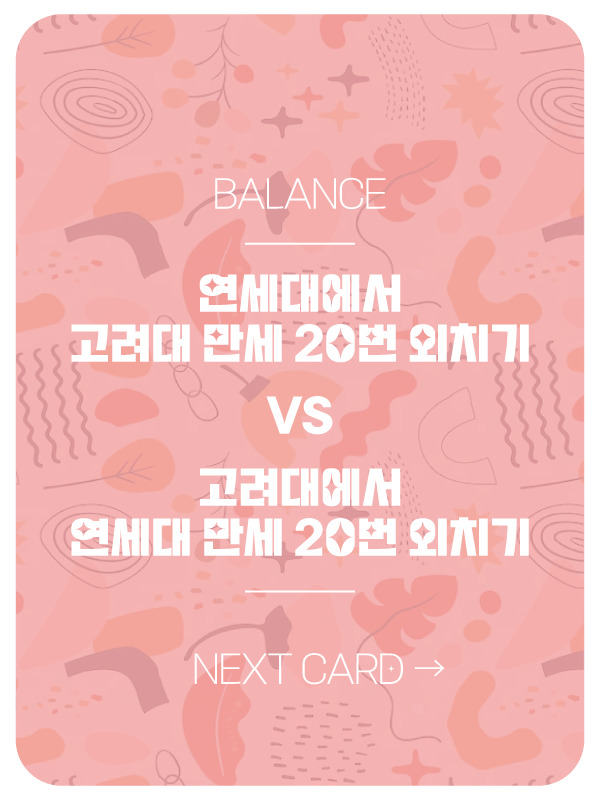 BALANCE
연세대에서
고려대 만세 20번 외치기
VS
고려대에서
연세대 만세 20번 외치기
NEXT CARD →